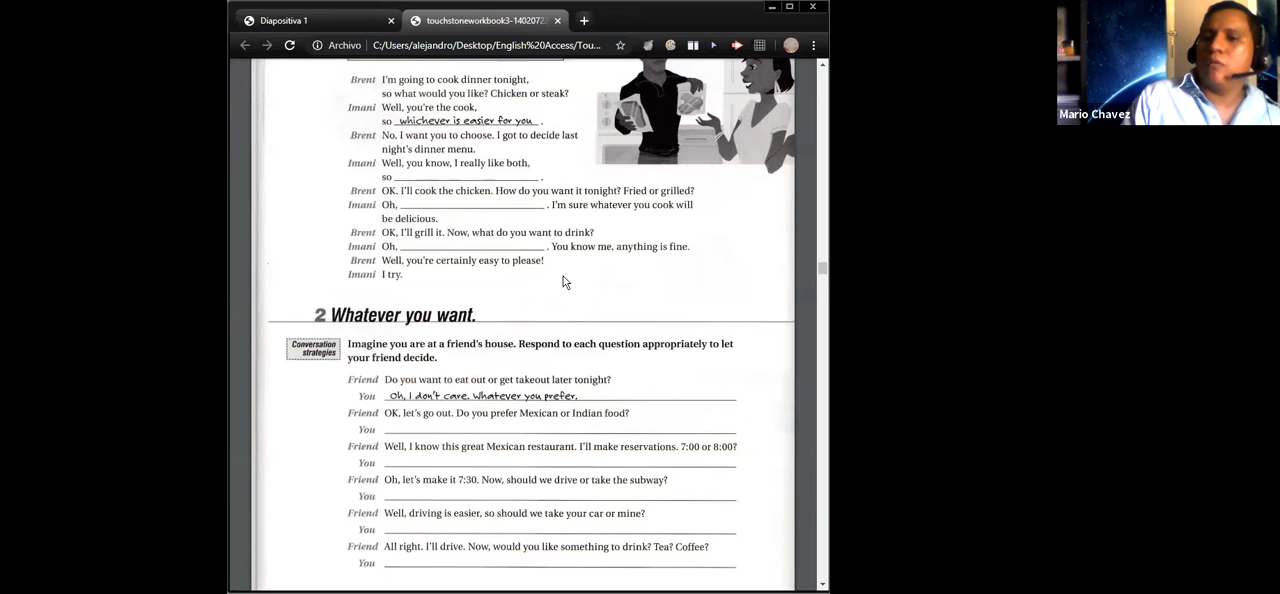 Diapositiva 1
touchstoneworkbook3-1402072
Archivo
C:/Users/alejandro/Desktop/English%20Access/Tou...
Brent I'm going to cook dinner tonight,
so what would you like? Chicken or steak?
Imani Well, you're the cook,
so whichever is easier for you .
Brent No, I want you to choose. I got to decide last
night's dinner menu.
Imani Well, you know, I really like both,
so ______ .
Brent OK. I'll cook the chicken. How do you want it tonight? Fried or grilled?
Imani Oh, ______ . I'm sure whatever you cook will
be delicious.
Brent OK, I'll grill it. Now, what do you want to drink?
Imani Oh, ______ . You know me, anything is fine.
Brent Well, you're certainly easy to please!
Imani I try.
2 Whatever you want.
Conversation
strategies
Imagine you are at a friend's house. Respond to each question appropriately to let
your friend decide.
Friend Do you want to eat out or get takeout later tonight?
You Oh, I don't care. Whatever you prefer.
Friend OK, let's go out. Do you prefer Mexican or Indian food?
You
Friend Well, I know this great Mexican restaurant. I'll make reservations. 7:00 or 8:00?
You
Friend Oh, let's make it 7:30. Now, should we drive or take the subway?
You
Friend Well, driving is easier, so should we take your car or mine?
You
Friend All right. I'll drive. Now, would you like something to drink? Tea? Coffee?
You
Mario Chavez